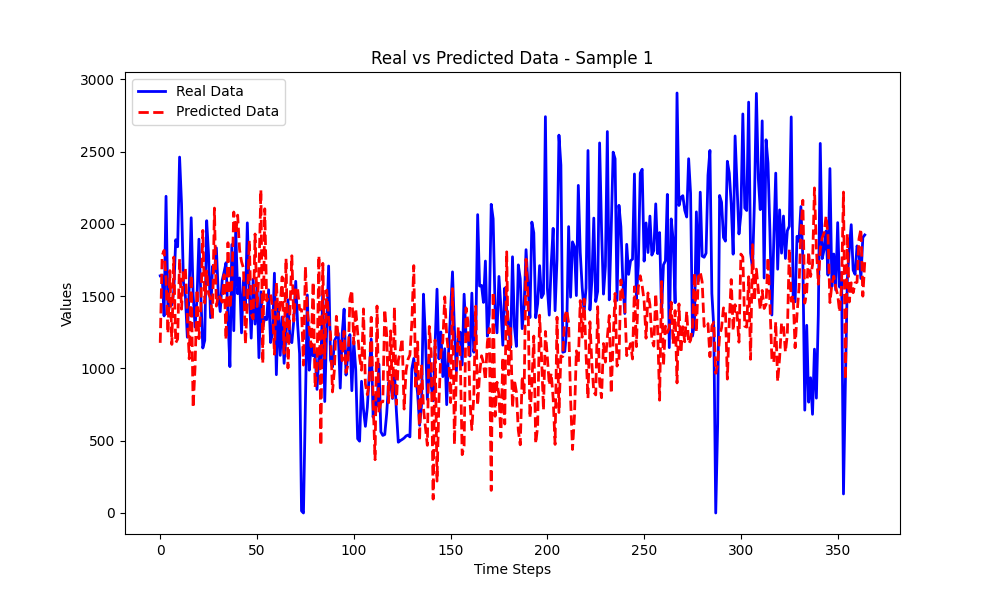 Real vs Predicted Data - Sample 1
Real Data
Predicted Data
Values
3000
2500
2000
1500
1000
500
0
0 50 100 150 200 250 300 350
Time Steps